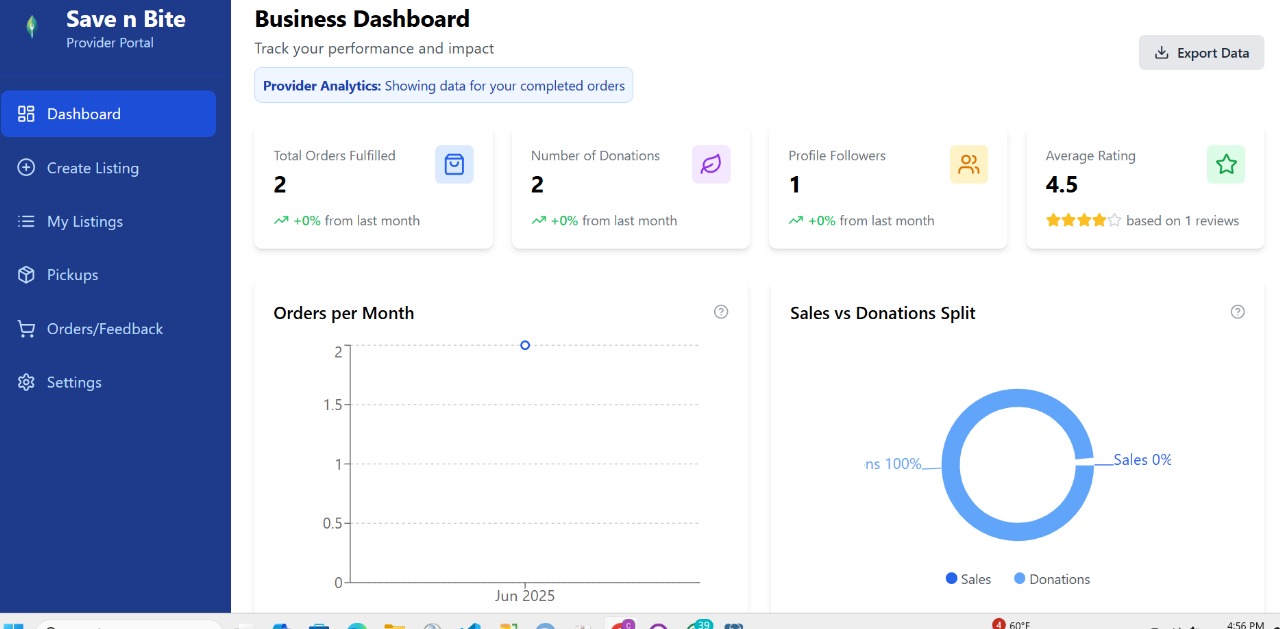 Save n Bite
Provider Portal
Dashboard
Create Listing
My Listings
Pickups
Orders/Feedback
Settings
Business Dashboard
Track your performance and impact
Export Data
Provider Analytics: Showing data for your completed orders
Total Orders Fulfilled
2
+0% from last month
Number of Donations
2
+0% from last month
Profile Followers
1
+0% from last month
Average Rating
4.5
based on 1 reviews
Orders per Month
2
1.5
1
0.5
0
Jun 2025
Sales vs Donations Split
ns 100%
Sales 0%
Sales
Donations
39
4
60°F
4:56 PM